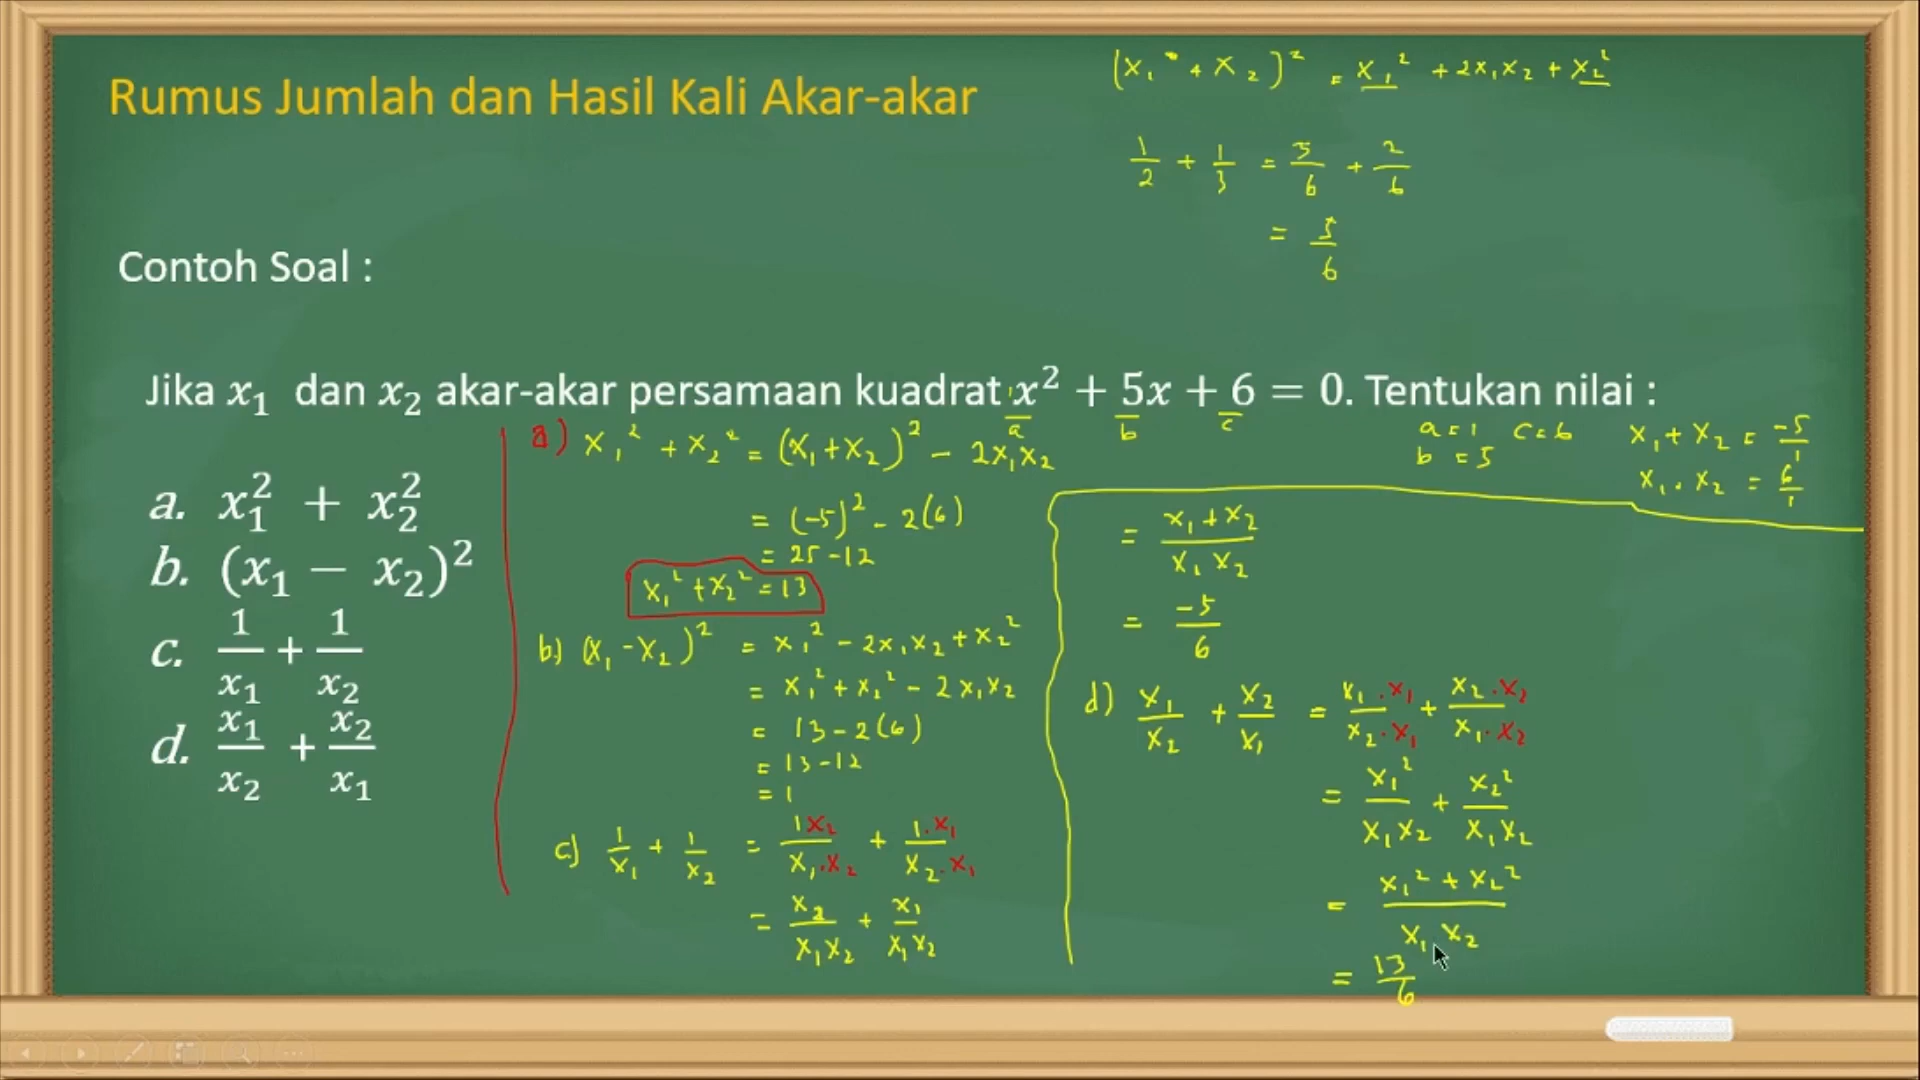 Rumus Jumlah dan Hasil Kali Akar-akar
(x₁ + x₂)² = x₁² + 2x₁x₂ + x₂²
1/2 + 1/3 = 3/6 + 2/6
= 5/6
Contoh Soal :
Jika x₁ dan x₂ akar-akar persamaan kuadrat x² + 5x + 6 = 0. Tentukan nilai :
a b c
a = 1 c = 6
b = 5
x₁ + x₂ = -5/1
x₁ . x₂ = 6/1
a. x₁² + x₂²
b. (x₁ − x₂)²
c. 1/x₁ + 1/x₂
d. x₁/x₂ + x₂/x₁
a) x₁² + x₂² = (x₁ + x₂)² − 2x₁x₂
= (-5)² − 2(6)
= 25 − 12
x₁² + x₂² = 13
b.) (x₁ − x₂)² = x₁² − 2x₁x₂ + x₂²
= x₁² + x₂² − 2x₁x₂
= 13 − 2(6)
= 13 − 12
= 1
c) 1/x₁ + 1/x₂ = 1x₂/x₁.x₂ + 1.x₁/x₂.x₁
= x₂/x₁x₂ + x₁/x₁x₂
= x₁ + x₂/x₁x₂
= -5/6
d) x₁/x₂ + x₂/x₁ = x₁.x₁/x₂.x₁ + x₂.x₂/x₁.x₂
= x₁²/x₁x₂ + x₂²/x₁x₂
= x₁² + x₂²/x₁x₂
= 13/6